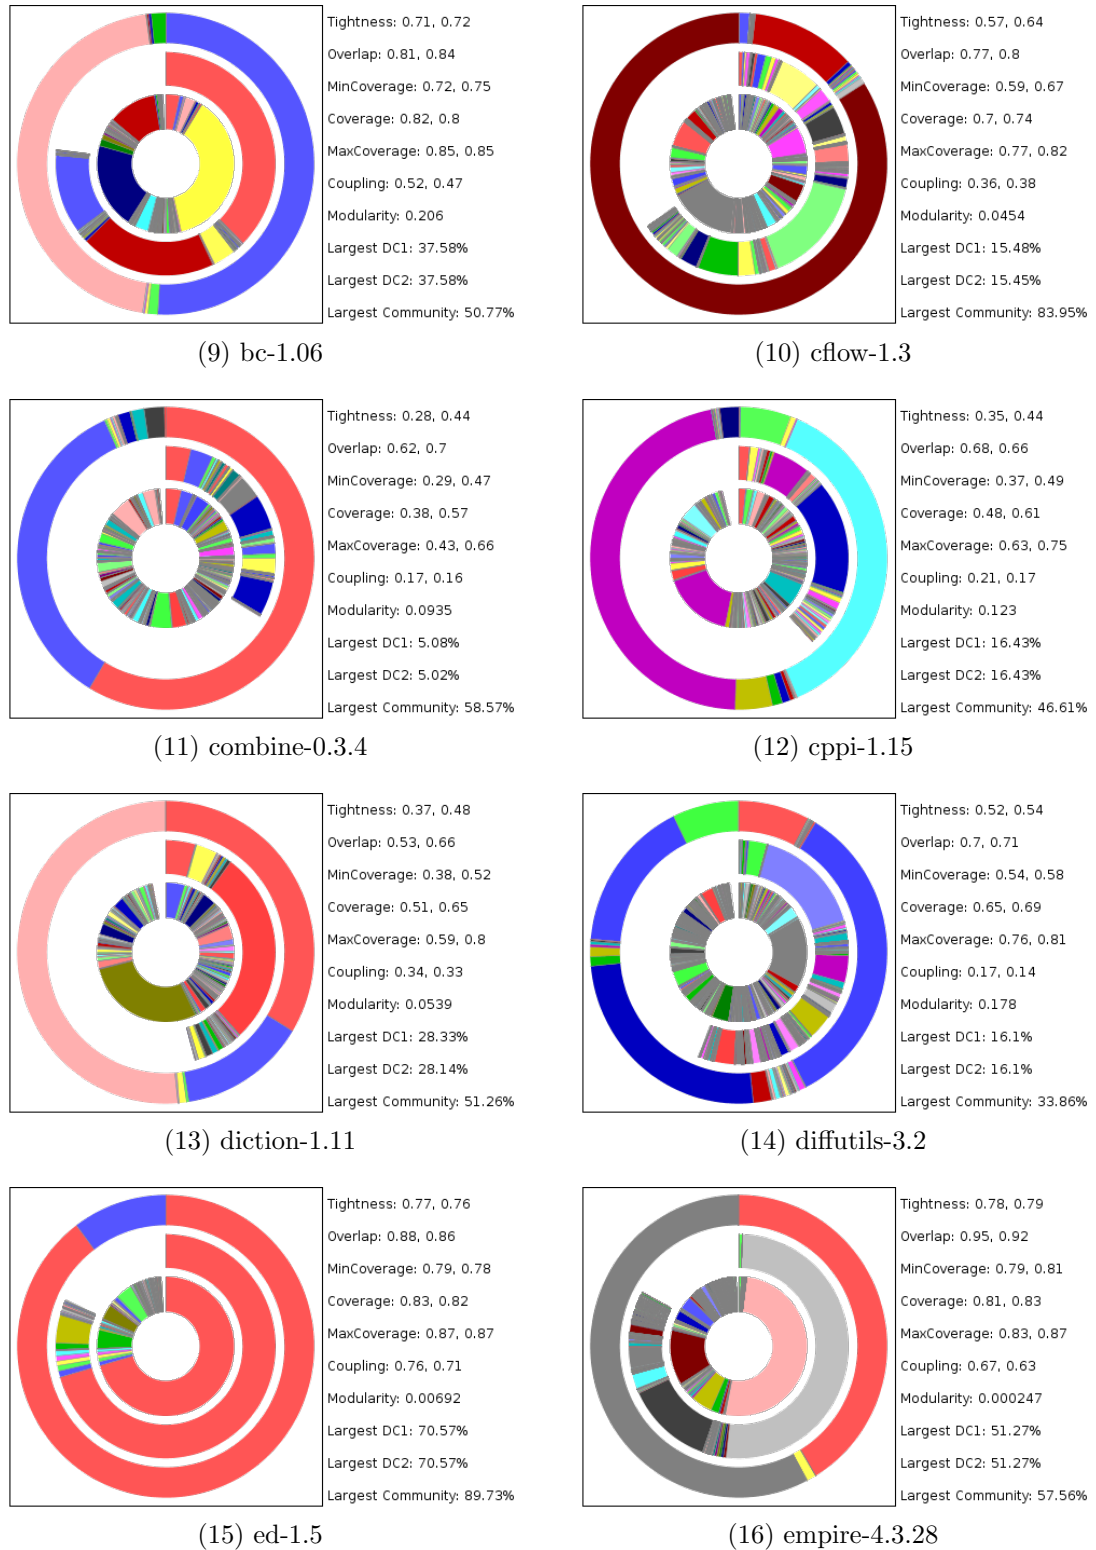 Tightness: 0.71, 0.72
Overlap: 0.81, 0.84
MinCoverage: 0.72, 0.75
Coverage: 0.82, 0.8
MaxCoverage: 0.85, 0.85
Coupling: 0.52, 0.47
Modularity: 0.206
Largest DC1: 37.58%
Largest DC2: 37.58%
Largest Community: 50.77%
(9) bc-1.06
Tightness: 0.57, 0.64
Overlap: 0.77, 0.8
MinCoverage: 0.59, 0.67
Coverage: 0.7, 0.74
MaxCoverage: 0.77, 0.82
Coupling: 0.36, 0.38
Modularity: 0.0454
Largest DC1: 15.48%
Largest DC2: 15.45%
Largest Community: 83.95%
(10) cflow-1.3
Tightness: 0.28, 0.44
Overlap: 0.62, 0.7
MinCoverage: 0.29, 0.47
Coverage: 0.38, 0.57
MaxCoverage: 0.43, 0.66
Coupling: 0.17, 0.16
Modularity: 0.0935
Largest DC1: 5.08%
Largest DC2: 5.02%
Largest Community: 58.57%
(11) combine-0.3.4
Tightness: 0.35, 0.44
Overlap: 0.68, 0.66
MinCoverage: 0.37, 0.49
Coverage: 0.48, 0.61
MaxCoverage: 0.63, 0.75
Coupling: 0.21, 0.17
Modularity: 0.123
Largest DC1: 16.43%
Largest DC2: 16.43%
Largest Community: 46.61%
(12) cppi-1.15
Tightness: 0.37, 0.48
Overlap: 0.53, 0.66
MinCoverage: 0.38, 0.52
Coverage: 0.51, 0.65
MaxCoverage: 0.59, 0.8
Coupling: 0.34, 0.33
Modularity: 0.0539
Largest DC1: 28.33%
Largest DC2: 28.14%
Largest Community: 51.26%
(13) diction-1.11
Tightness: 0.52, 0.54
Overlap: 0.7, 0.71
MinCoverage: 0.54, 0.58
Coverage: 0.65, 0.69
MaxCoverage: 0.76, 0.81
Coupling: 0.17, 0.14
Modularity: 0.178
Largest DC1: 16.1%
Largest DC2: 16.1%
Largest Community: 33.86%
(14) diffutils-3.2
Tightness: 0.77, 0.76
Overlap: 0.88, 0.86
MinCoverage: 0.79, 0.78
Coverage: 0.83, 0.82
MaxCoverage: 0.87, 0.87
Coupling: 0.76, 0.71
Modularity: 0.00692
Largest DC1: 70.57%
Largest DC2: 70.57%
Largest Community: 89.73%
(15) ed-1.5
Tightness: 0.78, 0.79
Overlap: 0.95, 0.92
MinCoverage: 0.79, 0.81
Coverage: 0.81, 0.83
MaxCoverage: 0.83, 0.87
Coupling: 0.67, 0.63
Modularity: 0.000247
Largest DC1: 51.27%
Largest DC2: 51.27%
Largest Community: 57.56%
(16) empire-4.3.28